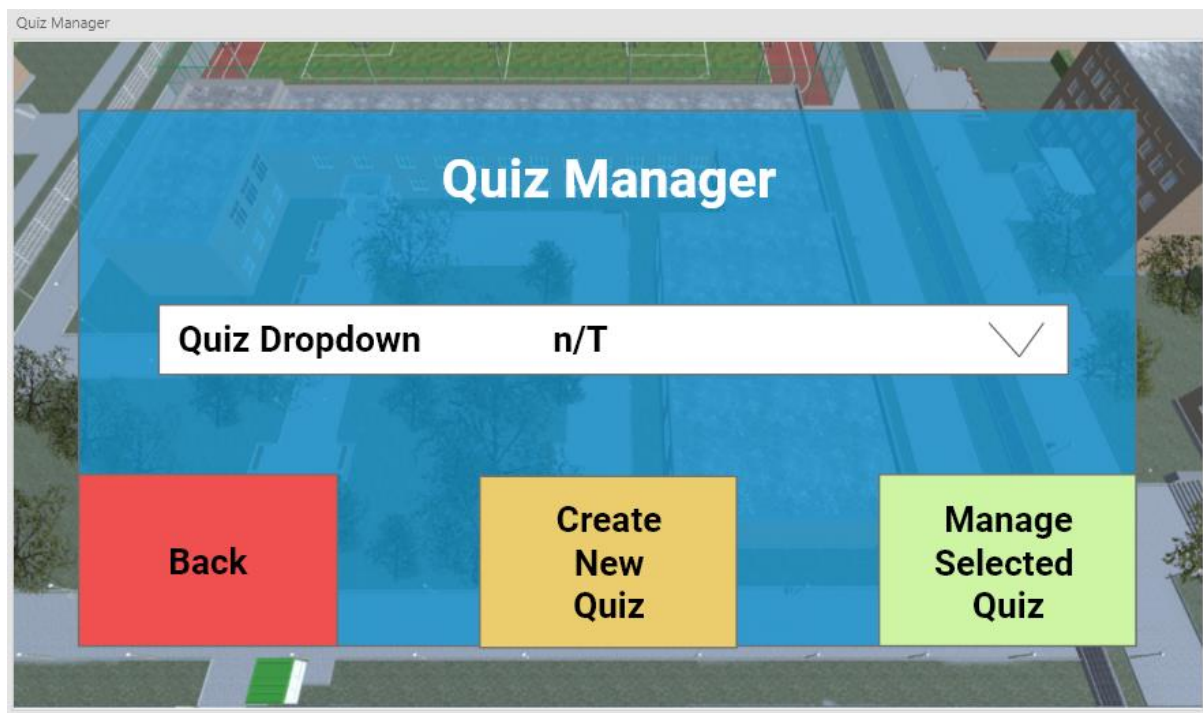 Quiz Manager
Quiz Manager
Quiz Dropdown n/T
Back
Create
New
Quiz
Manage
Selected
Quiz